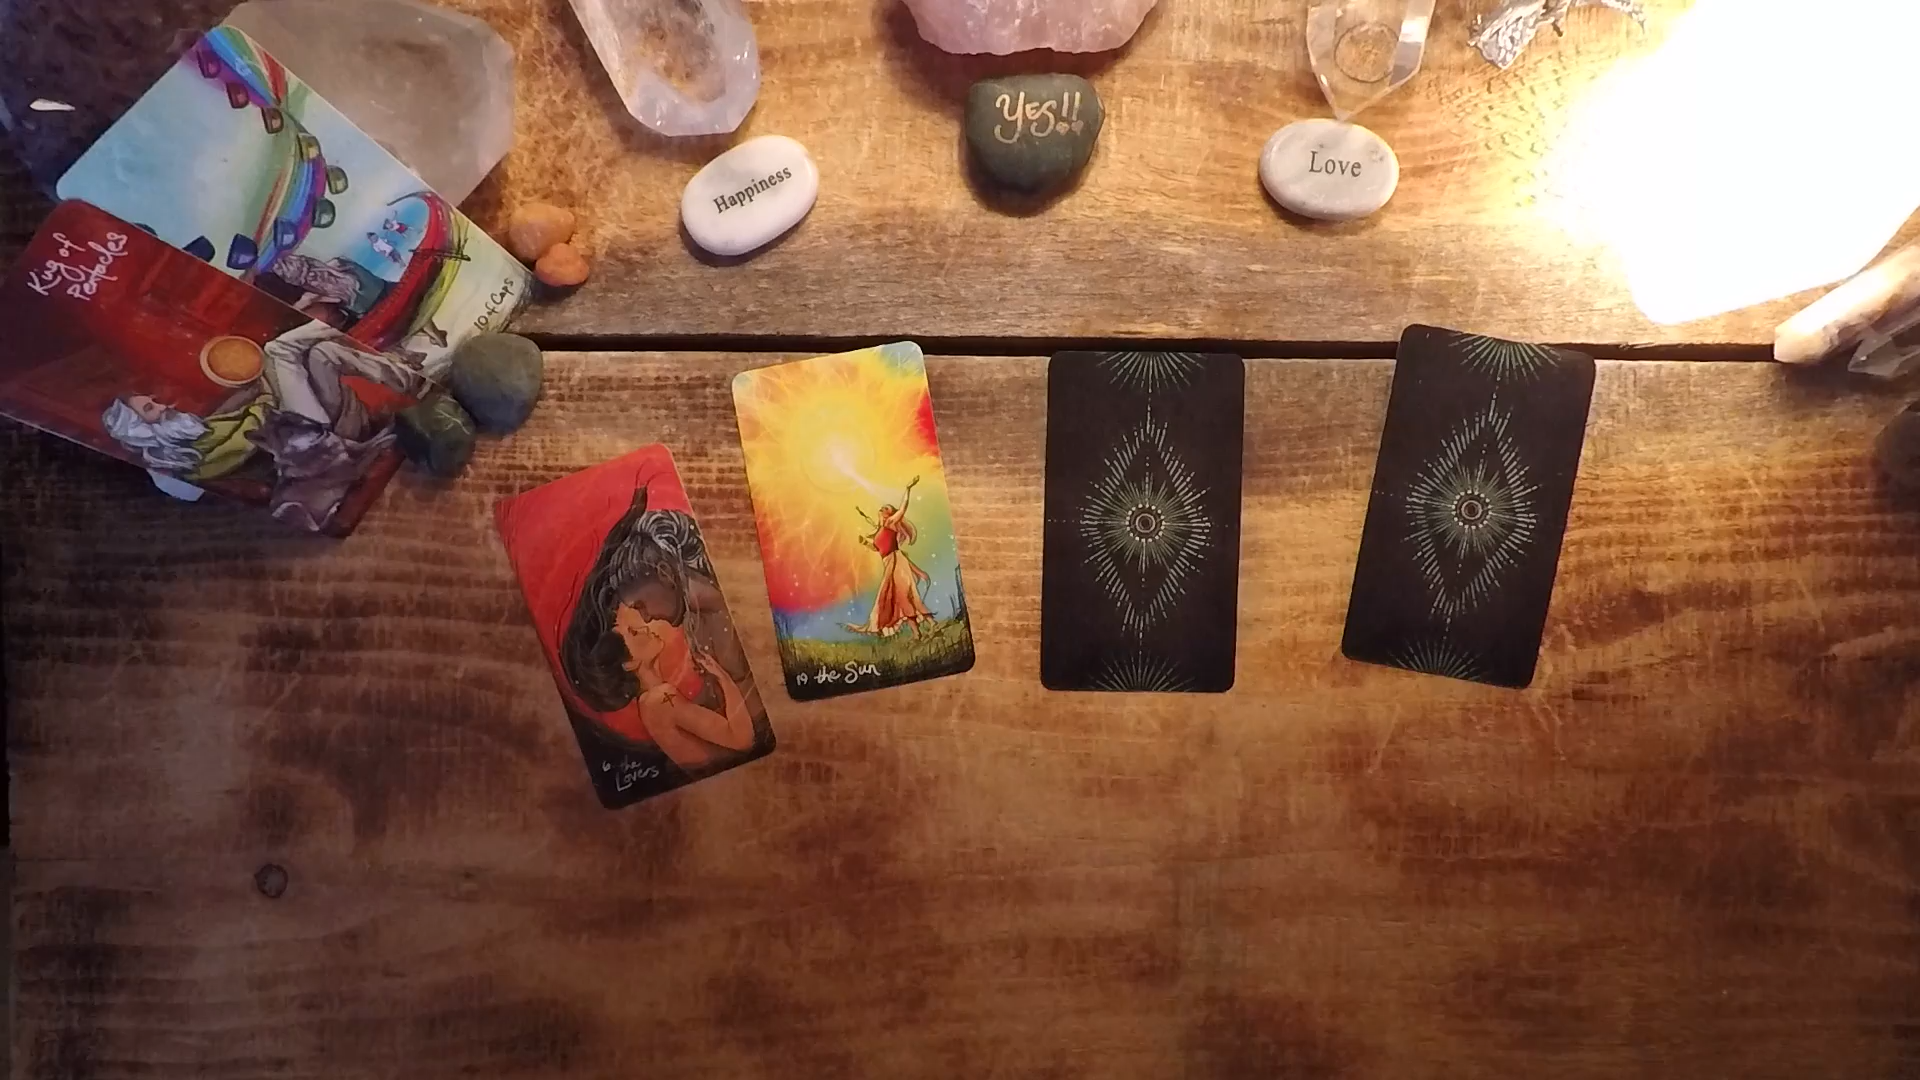 YES!!
Happiness
Love
King of
Pentacles
10 of Cups
19 the Sun
6. the
Lovers